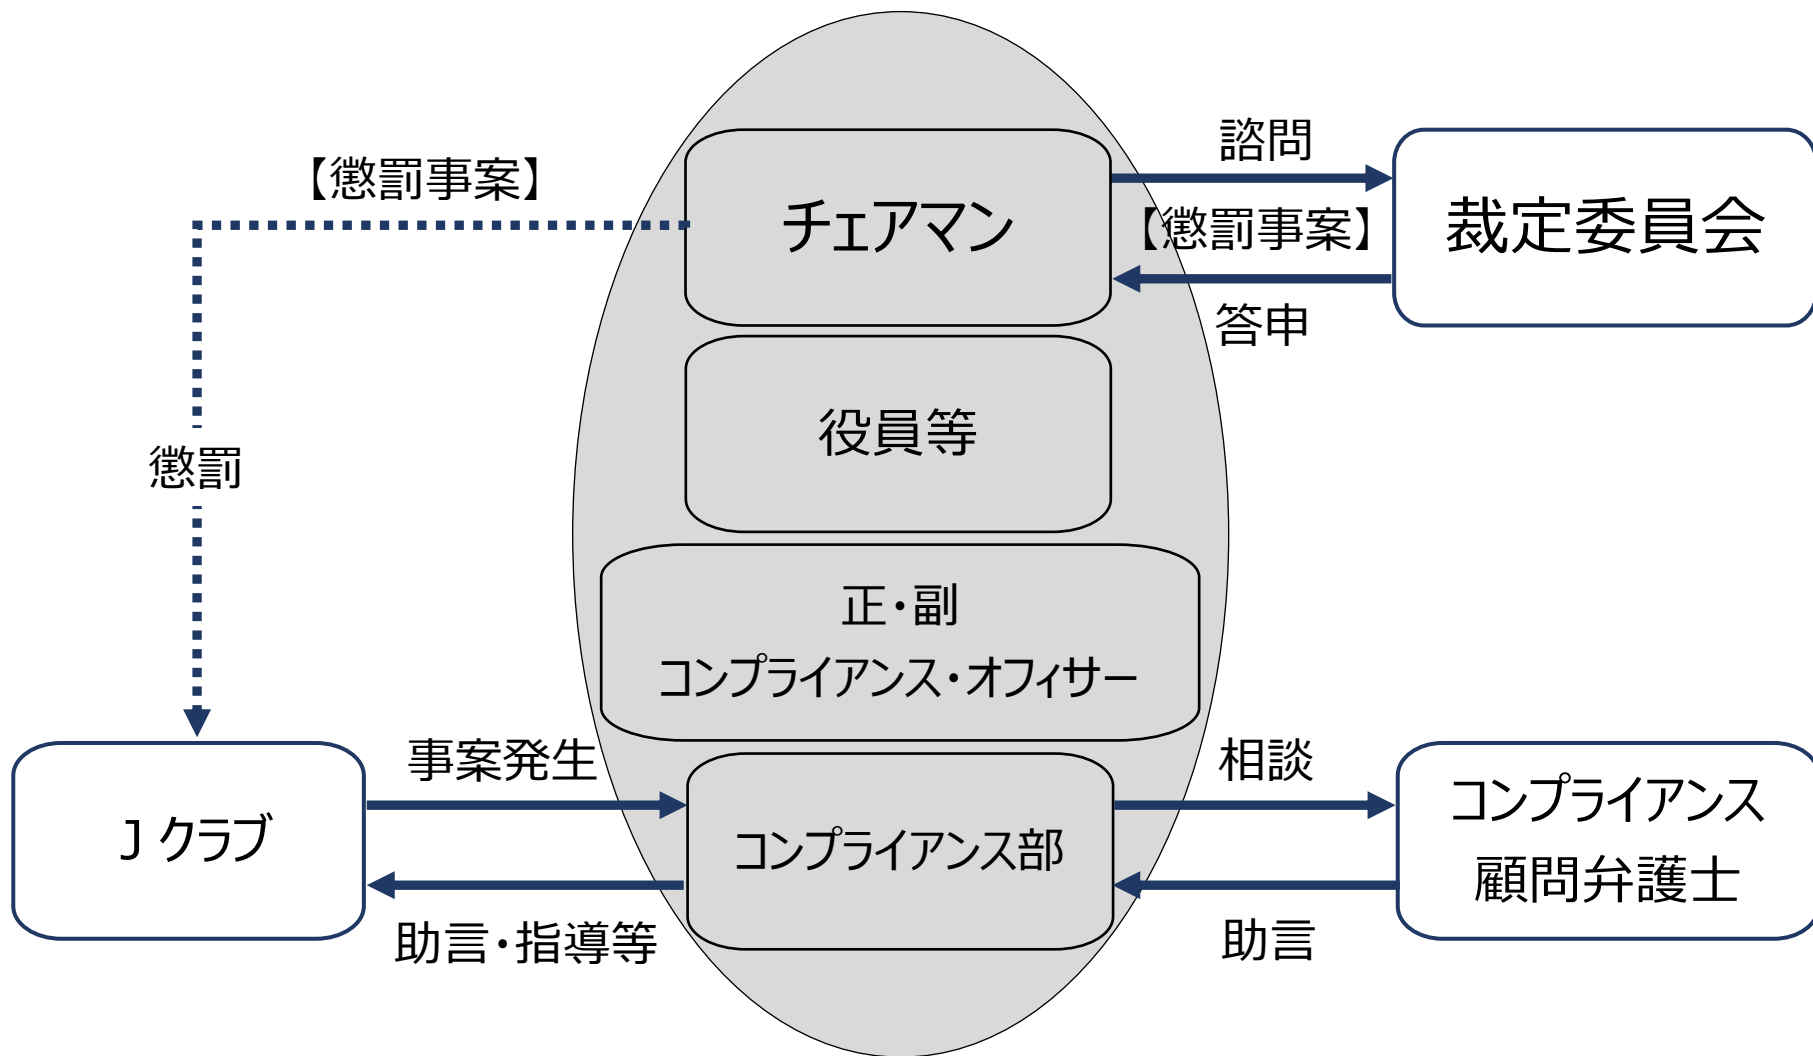 諮問
【懲罰事案】
チェアマン
裁定委員会
【懲罰事案】
答申
役員等
懲罰
正・副
コンプライアンス・オフィサー
事案発生
相談
J クラブ
コンプライアンス部
コンプライアンス
顧問弁護士
助言・指導等
助言